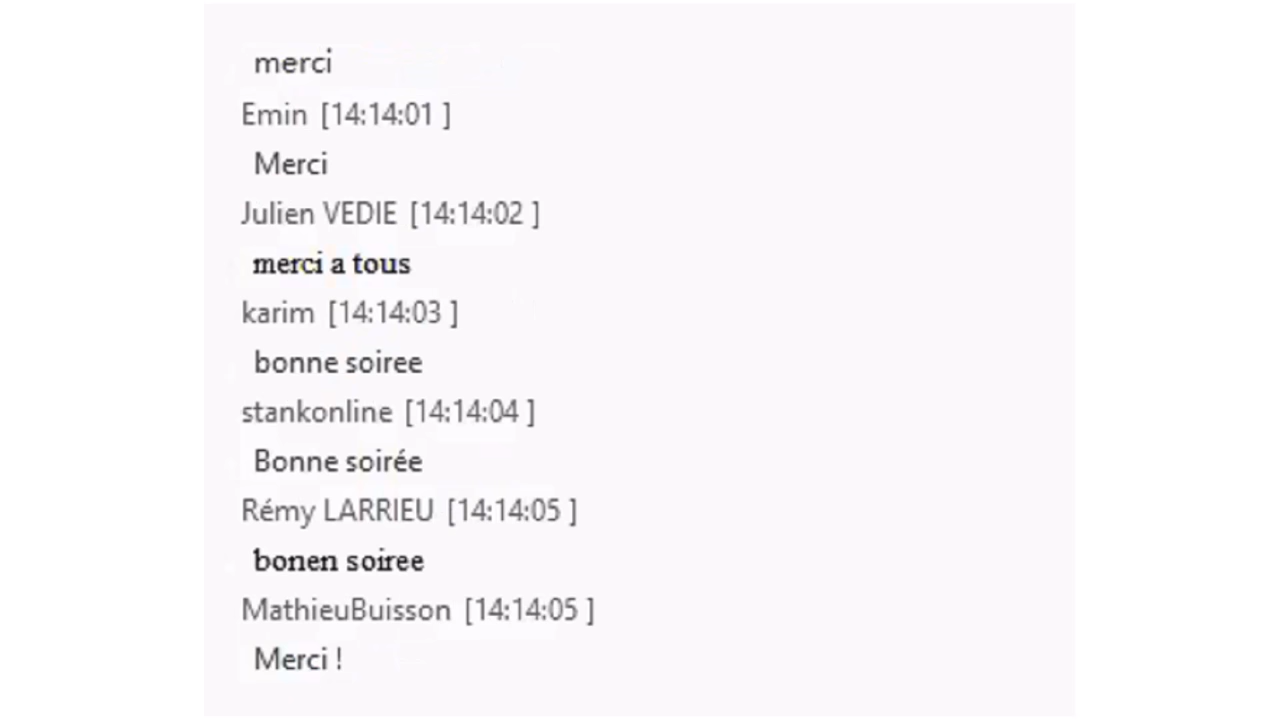 merci
Emin [14:14:01 ]
Merci
Julien VEDIE [14:14:02 ]
merci a tous
karim [14:14:03 ]
bonne soiree
stankonline [14:14:04 ]
Bonne soirée
Rémy LARRIEU [14:14:05 ]
bonen soiree
MathieuBuisson [14:14:05 ]
Merci !